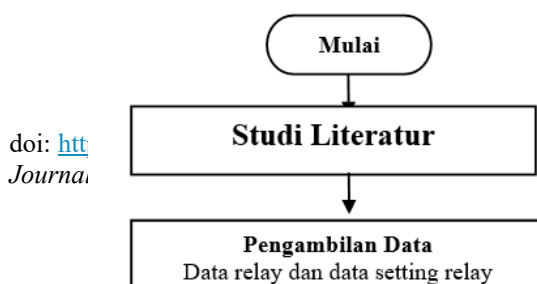 Mulai
Studi Literatur
doi:
Journal
Pengambilan Data
Data relay dan data setting relay